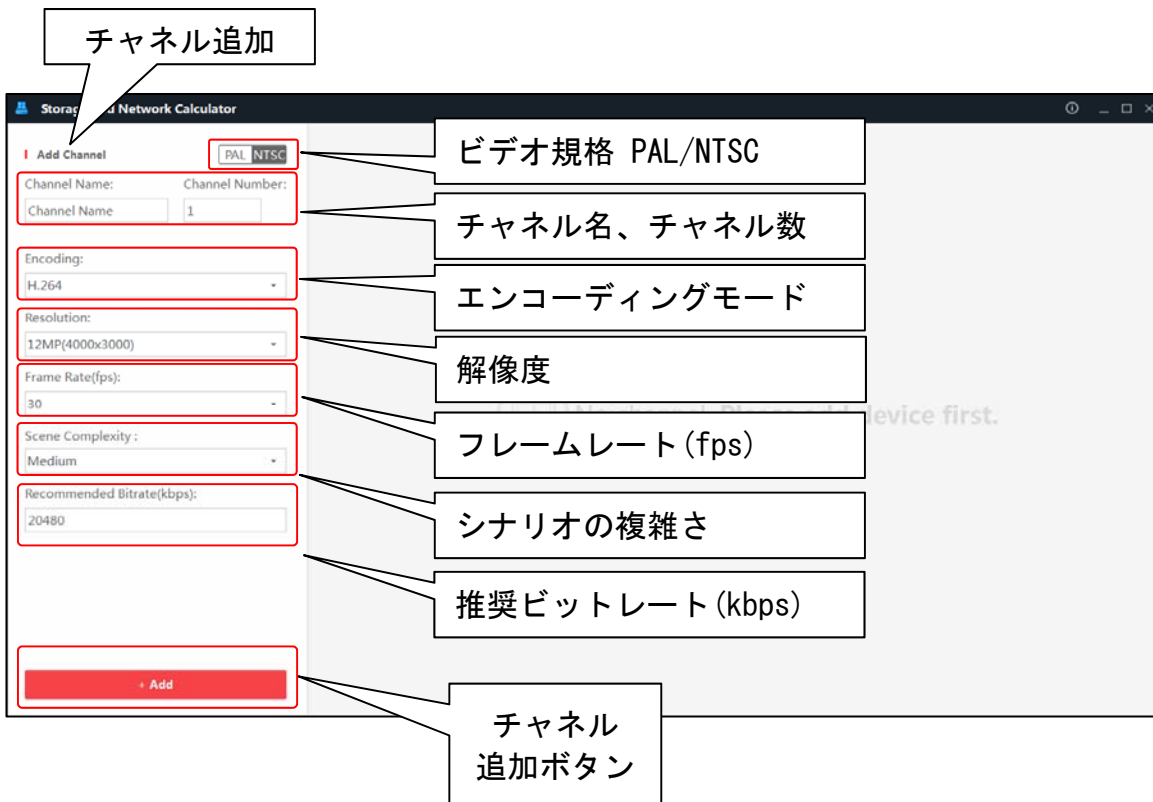 チャネル追加
Storag d Network Calculator
Add Channel
PAL NTSC
ビデオ規格 PAL/NTSC
Channel Name:
Channel Number:
Channel Name
1
チャネル名、チャネル数
Encoding:
H.264
エンコーディングモード
Resolution:
12MP(4000x3000)
解像度
Frame Rate(fps):
30
フレームレート(fps)
device first.
Scene Complexity :
Medium
シナリオの複雑さ
Recommended Bitrate(kbps):
20480
推奨ビットレート(kbps)
+ Add
チャネル
追加ボタン